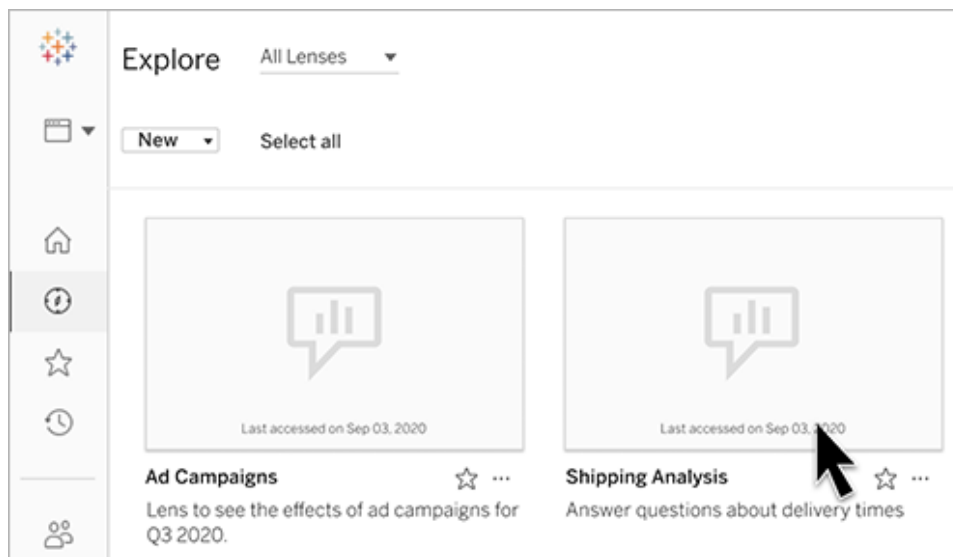 Explore
All Lenses
New
Select all
Last accessed on Sep 03, 2020
Ad Campaigns
Lens to see the effects of ad campaigns for
Q3 2020.
Last accessed on Sep 03, 2020
Shipping Analysis
Answer questions about delivery times